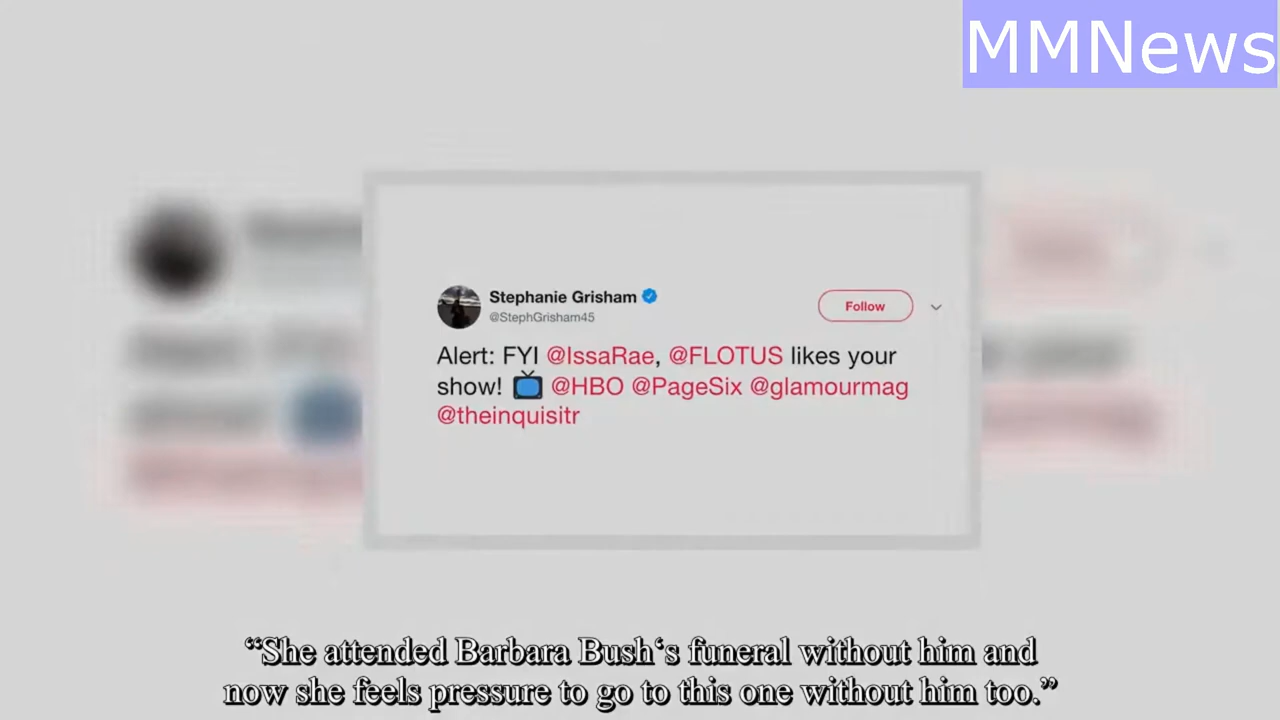 MMNews
Stephanie Grisham
@StephGrisham45
Follow
Alert: FYI @IssaRae, @FLOTUS likes your
show! 📺 @HBO @PageSix @glamourmag
@theinquisitr
“She attended Barbara Bush‘s funeral without him and
now she feels pressure to go to this one without him too.”